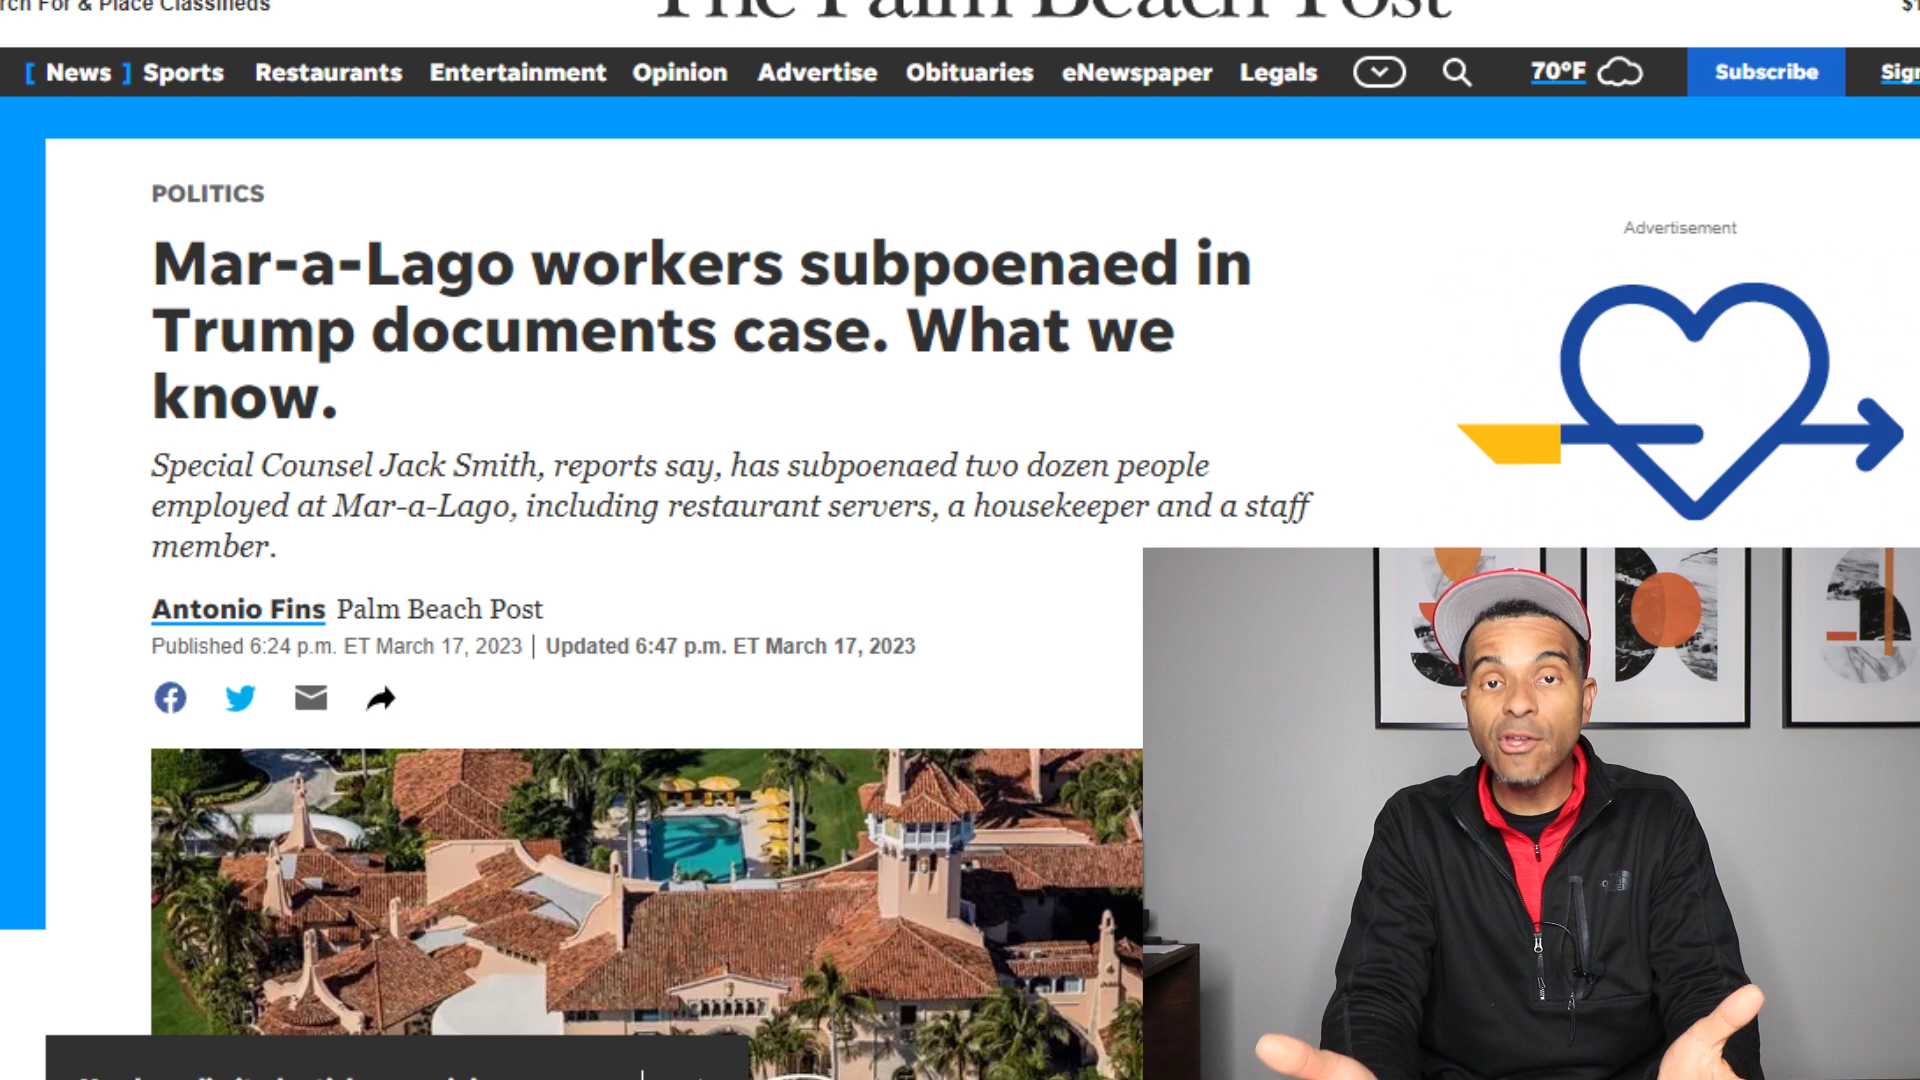 rch For & Place Classifieds
The Palm Beach Post
[ News ] Sports Restaurants Entertainment Opinion Advertise Obituaries eNewspaper Legals 70°F Subscribe Sign
POLITICS
Advertisement
Mar-a-Lago workers subpoenaed in
Trump documents case. What we
know.
Special Counsel Jack Smith, reports say, has subpoenaed two dozen people
employed at Mar-a-Lago, including restaurant servers, a housekeeper and a staff
member.
Antonio Fins Palm Beach Post
Published 6:24 p.m. ET March 17, 2023 | Updated 6:47 p.m. ET March 17, 2023